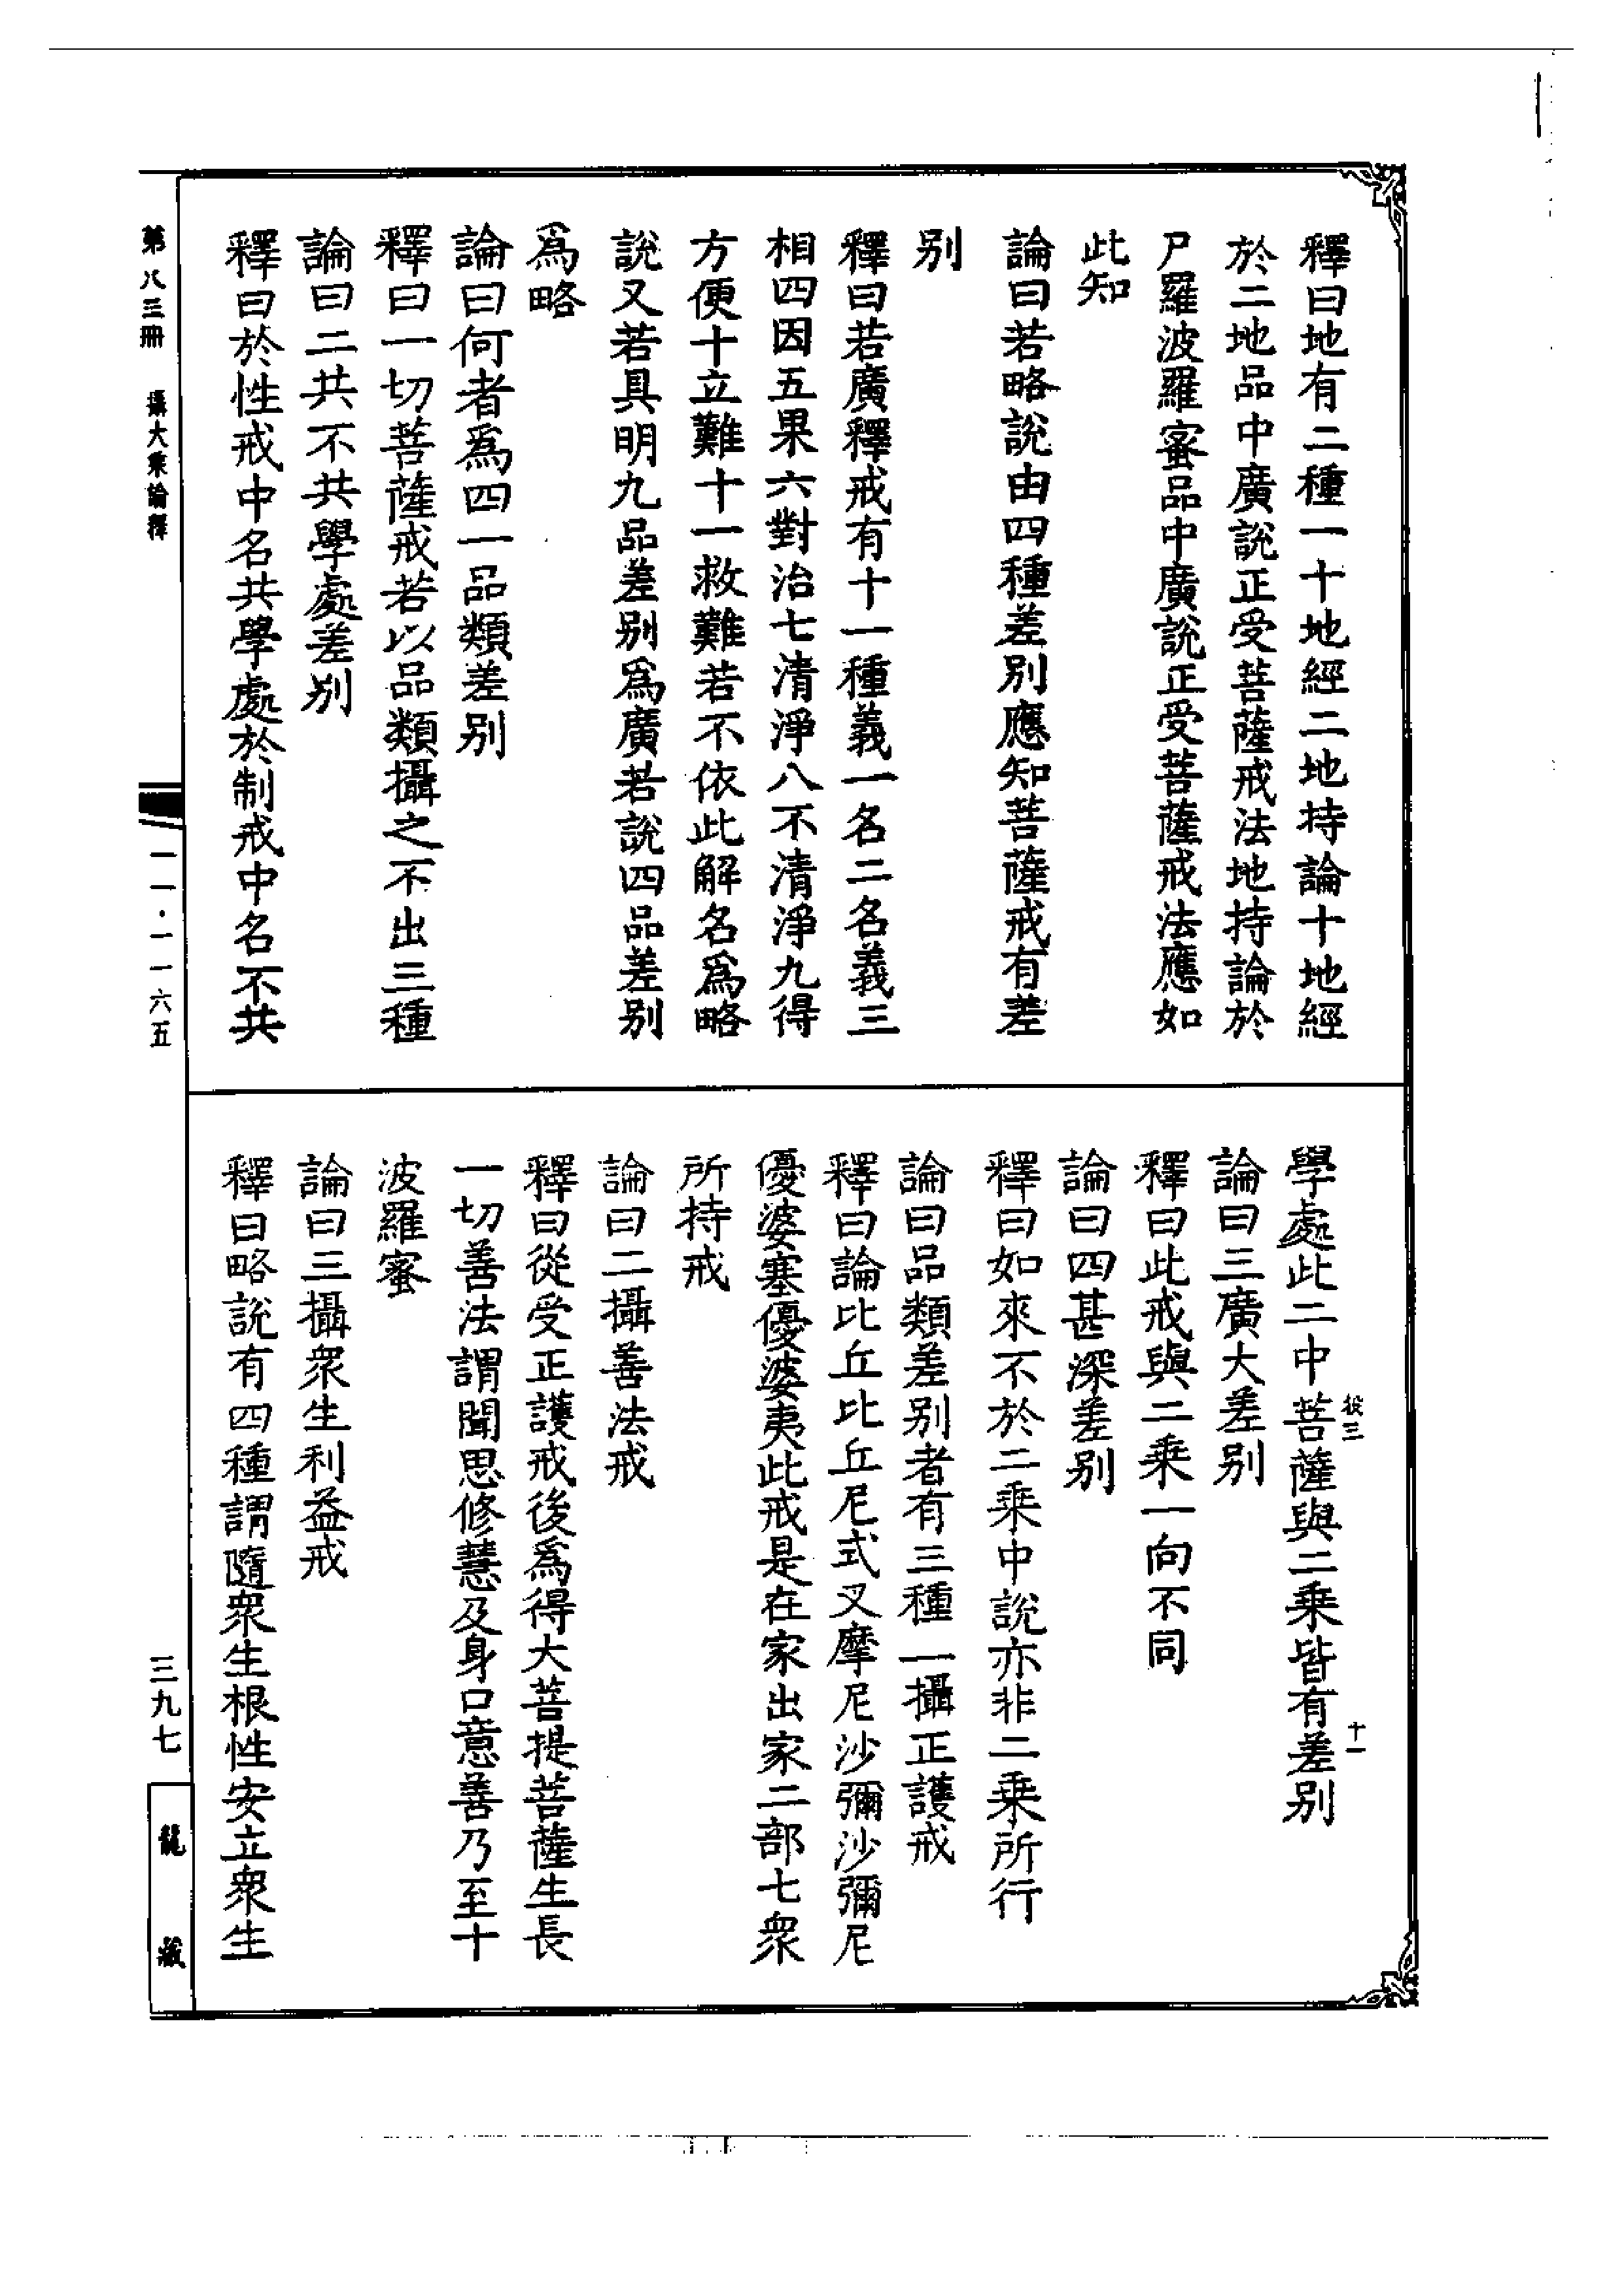 釋曰地有二種一十地經二地持論十地經
於二地品中廣說正受菩薩戒法地持論於
尸羅波羅蜜品中廣說正受菩薩戒法應如
此知
論曰若略說由四種差別應知菩薩戒有差
別
釋曰若廣釋戒有十一種義一名二名義三
相四因五果六對治七清淨八不清淨九得
方便十立難十一救難若不依此解名爲略
說又若具明九品差別爲廣若說四品差別
爲略
論曰何者爲四一品類差別
釋曰一切菩薩戒若以品類攝之不出三種
論曰二共不共學處差別
釋曰於性戒中名共學處於制戒中名不共
學處此二中菩薩與二乘皆有差別
論曰三廣大差別
釋曰此戒與二乘一向不同
論曰四甚深差別
釋曰如來不於二乘中說亦非二乘所行
論曰品類差別者有三種一攝正護戒
釋曰論比丘比丘尼式叉摩尼沙彌沙彌尼
優婆塞優婆夷此戒是在家出家二部七衆
所持戒
論曰二攝善法戒
釋曰從受正護戒後爲得大菩提菩薩生長
一切善法謂聞思修慧及身口意善乃至十
波羅蜜
論曰三攝衆生利益戒
釋曰略說有四種謂隨衆生根性安立衆生
役三
十一
第八三冊
攝大乘論釋
一一·一一六五
三九七
龍藏